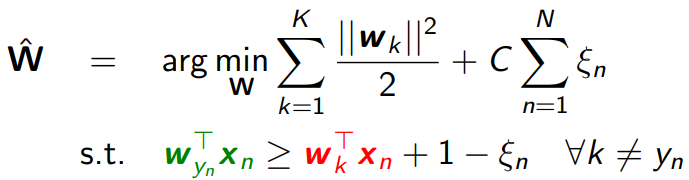 Ŵ = arg min_W ∑_{k=1}^{K} ||w_k||²/2 + C ∑_{n=1}^{N} ξ_n
s.t. w_{y_n}^⊤ x_n ≥ w_k^⊤ x_n + 1 − ξ_n ∀k ≠ y_n